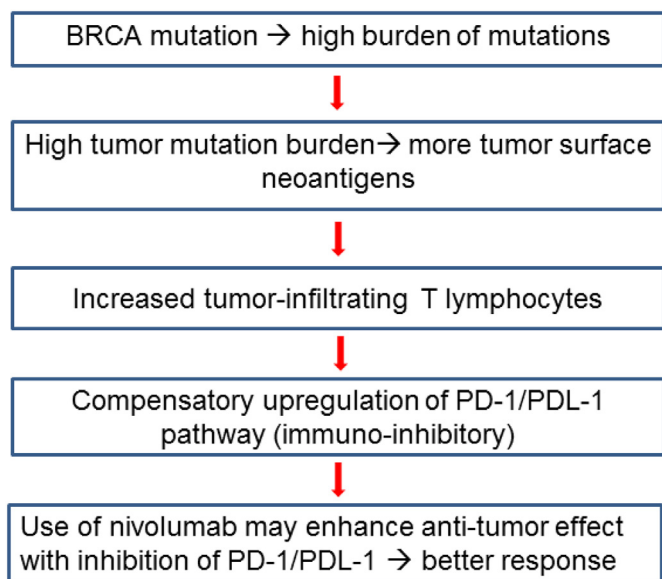 BRCA mutation → high burden of mutations
High tumor mutation burden→ more tumor surface
neoantigens
Increased tumor-infiltrating T lymphocytes
Compensatory upregulation of PD-1/PDL-1
pathway (immuno-inhibitory)
Use of nivolumab may enhance anti-tumor effect
with inhibition of PD-1/PDL-1 → better response